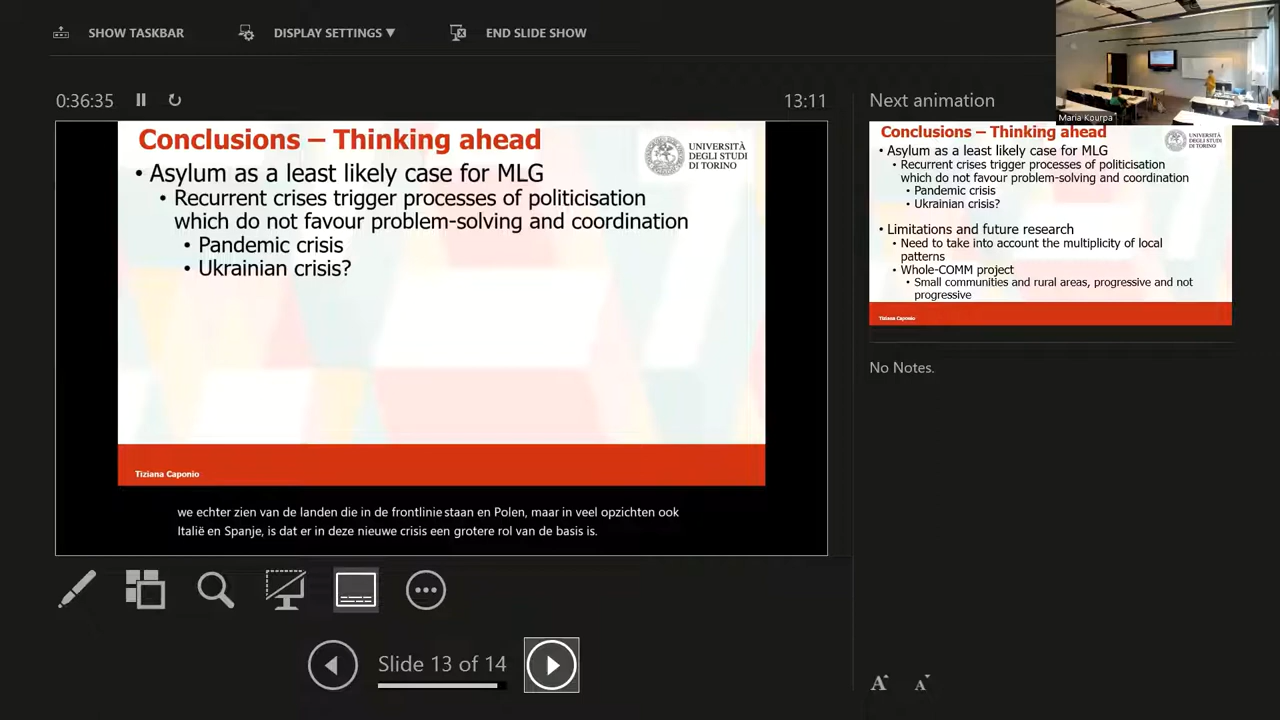 SHOW TASKBAR
DISPLAY SETTINGS ▼
END SLIDE SHOW
0:36:35
13:11
Conclusions – Thinking ahead
UNIVERSITÀ
DEGLI STUDI
DI TORINO
• Asylum as a least likely case for MLG
• Recurrent crises trigger processes of politicisation
which do not favour problem-solving and coordination
• Pandemic crisis
• Ukrainian crisis?
Tiziana Caponio
we echter zien van de landen die in de frontlinie staan en Polen, maar in veel opzichten ook
Italië en Spanje, is dat er in deze nieuwe crisis een grotere rol van de basis is.
Slide 13 of 14
Next animation
Maria Kourpa
Conclusions – Thinking ahead
UNIVERSITÀ
DEGLI STUDI
DI TORINO
• Asylum as a least likely case for MLG
• Recurrent crises trigger processes of politicisation
which do not favour problem-solving and coordination
• Pandemic crisis
• Ukrainian crisis?
• Limitations and future research
• Need to take into account the multiplicity of local
patterns
• Whole-COMM project
• Small communities and rural areas, progressive and not
progressive
Tiziana Caponio
No Notes.
A A